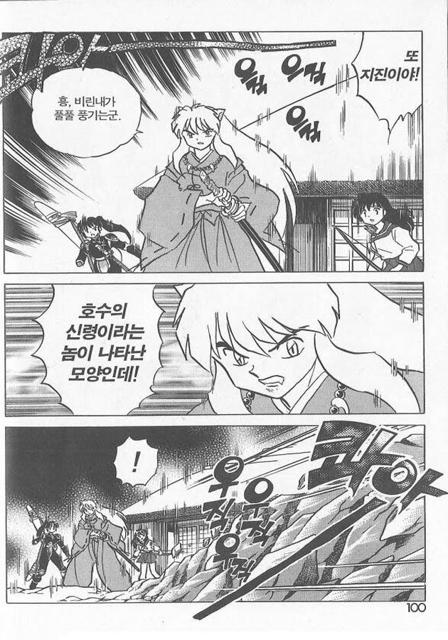 콰아
또
지진이야!
우직
우직
우직
흥, 비린내가
풀풀 풍기는군.
호수의
신령이라는
놈이 나타난
모양인데!!
!
콰아
우직
우직
우직
100